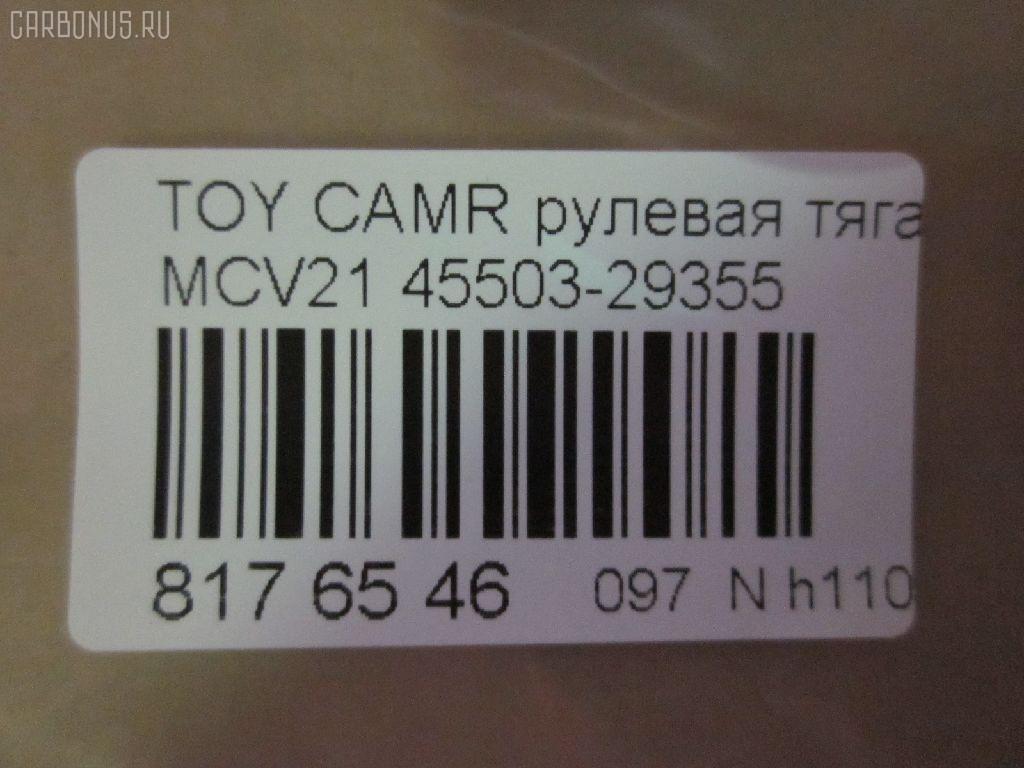 CARBONUS.RU
TOY CAMR рулевая тяга
MCV21 45503-29355
817 65 46 097 N h110